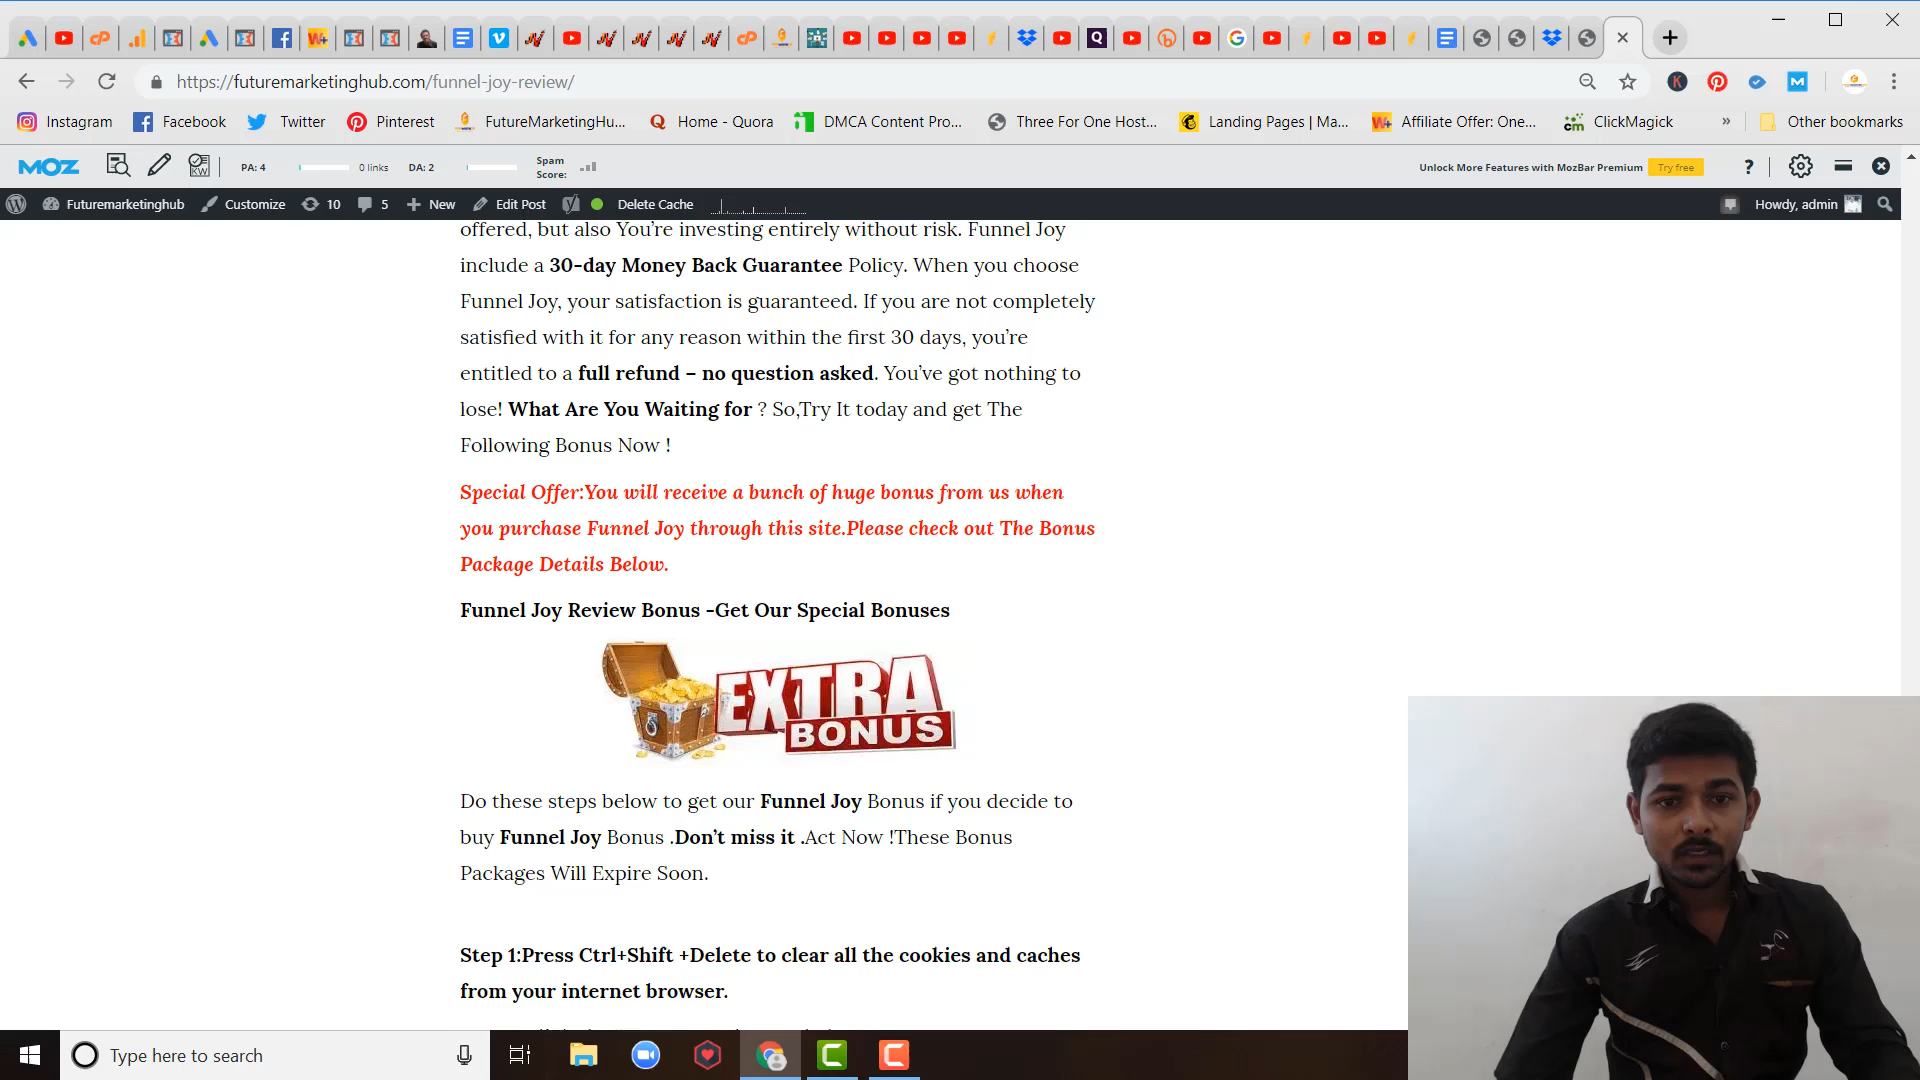 https://futuremarketinghub.com/funnel-joy-review/
Instagram
Facebook
Twitter
Pinterest
FutureMarketingHu...
Home - Quora
DMCA Content Pro...
Three For One Host...
Landing Pages | Ma...
Affiliate Offer: One...
ClickMagick
»
Other bookmarks
MOZ
PA: 4
0 links
DA: 2
Spam
Score:
Unlock More Features with MozBar Premium
Try free
Futuremarketinghub
Customize
10
5
New
Edit Post
Delete Cache
Howdy, admin
offered, but also You’re investing entirely without risk. Funnel Joy
include a 30-day Money Back Guarantee Policy. When you choose
Funnel Joy, your satisfaction is guaranteed. If you are not completely
satisfied with it for any reason within the first 30 days, you’re
entitled to a full refund – no question asked. You’ve got nothing to
lose! What Are You Waiting for ? So,Try It today and get The
Following Bonus Now !
Special Offer:You will receive a bunch of huge bonus from us when
you purchase Funnel Joy through this site.Please check out The Bonus
Package Details Below.
Funnel Joy Review Bonus -Get Our Special Bonuses
EXTRA
BONUS
Do these steps below to get our Funnel Joy Bonus if you decide to
buy Funnel Joy Bonus .Don’t miss it .Act Now !These Bonus
Packages Will Expire Soon.
Step 1:Press Ctrl+Shift +Delete to clear all the cookies and caches
from your internet browser.
Type here to search